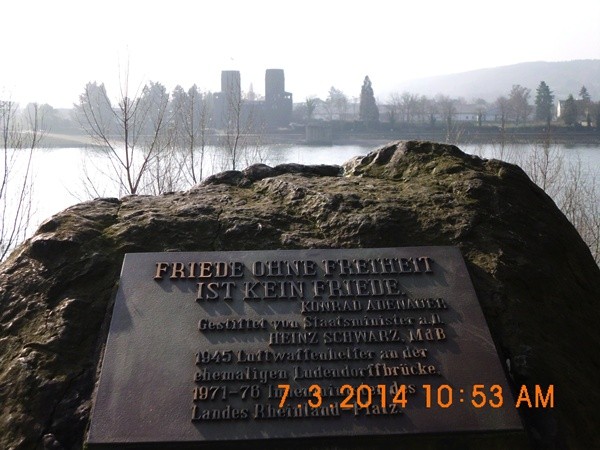 FRIEDE OHNE FREIHEIT
IST KEIN FRIEDE
KONRAD ADENAUER
Gestiftet von Staatsminister a.D.
HEINZ SCHWARZ, MdB
1945 Luftwaffenhelfer an der
ehemaligen Ludendorffbrücke.
1971-76 des
Landes Rheinland-Pfalz.
7 3 2014 10:53 AM